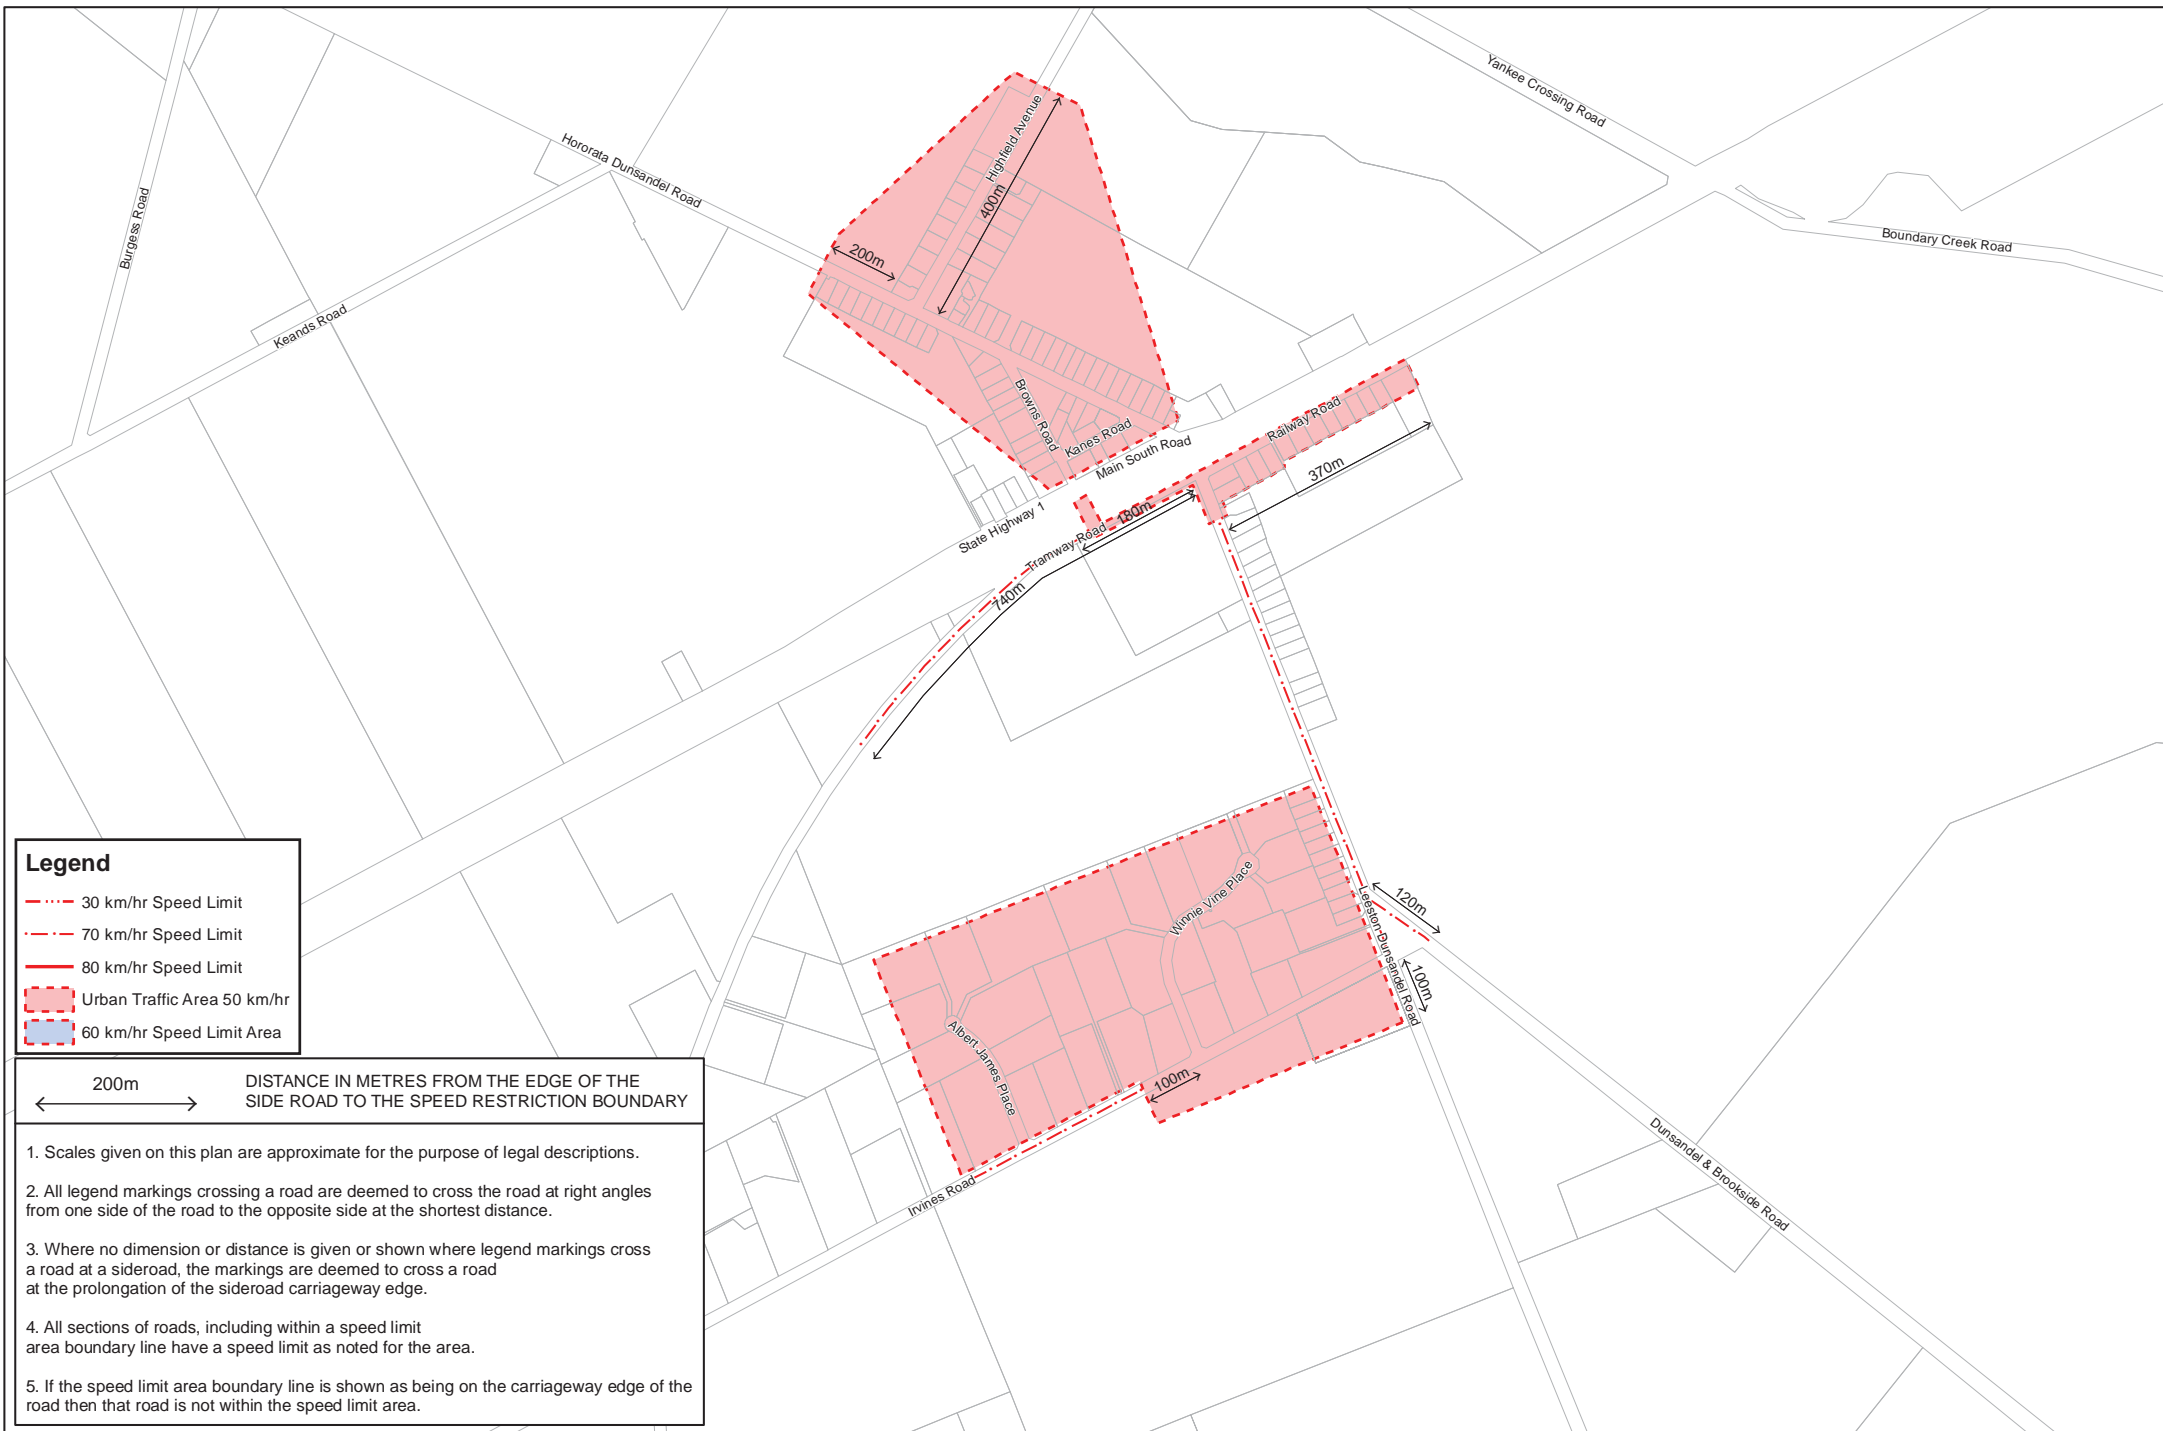 Yankee Crossing Road
Highfield Avenue
Hororata Dunsandel Road
400m
Burgess Road
Boundary Creek Road
200m
Keands Road
Browns Road
Kanes Road
Railway Road
Main South Road
370m
State Highway 1
180m
Tramway Road
740m
Legend
30 km/hr Speed Limit
70 km/hr Speed Limit
80 km/hr Speed Limit
Urban Traffic Area 50 km/hr
60 km/hr Speed Limit Area
Winnie Vine Place
120m
Leeston Dunsandel Road
100m
Albert James Place
100m
Irvines Road
Dunsandel & Brookside Road
200m
DISTANCE IN METRES FROM THE EDGE OF THE
SIDE ROAD TO THE SPEED RESTRICTION BOUNDARY
1. Scales given on this plan are approximate for the purpose of legal descriptions.
2. All legend markings crossing a road are deemed to cross the road at right angles
from one side of the road to the opposite side at the shortest distance.
3. Where no dimension or distance is given or shown where legend markings cross
a road at a sideroad, the markings are deemed to cross a road
at the prolongation of the sideroad carriageway edge.
4. All sections of roads, including within a speed limit
area boundary line have a speed limit as noted for the area.
5. If the speed limit area boundary line is shown as being on the carriageway edge of the
road then that road is not within the speed limit area.